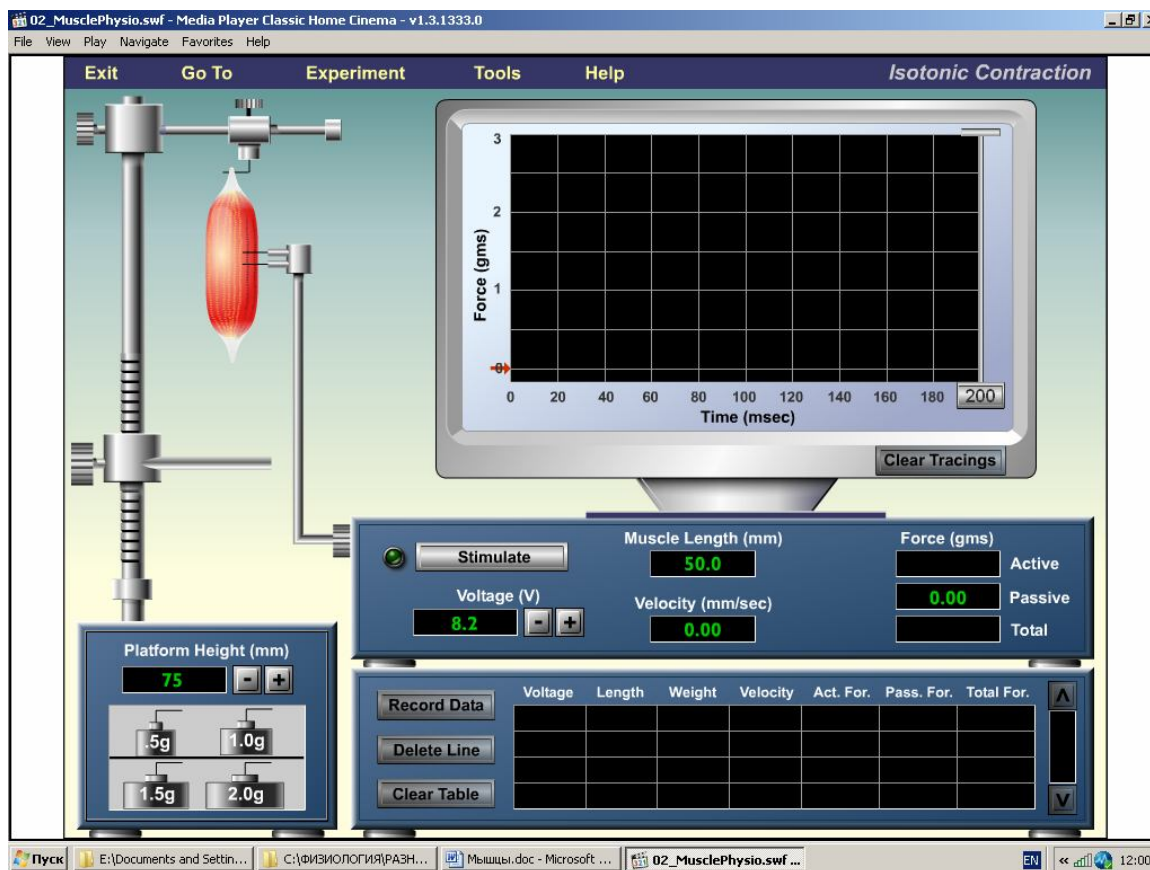 02_MusclePhysio.swf - Media Player Classic Home Cinema - v1.3.1333.0
File View Play Navigate Favorites Help
Exit Go To Experiment Tools Help Isotonic Contraction
3
2
1
0
Force (gms)
0 20 40 60 80 100 120 140 160 180 200
Time (msec)
Clear Tracings
Stimulate
Voltage (V)
8.2 - +
Muscle Length (mm)
50.0
Velocity (mm/sec)
0.00
Force (gms)
Active
0.00 Passive
Total
Platform Height (mm)
75 - +
.5g 1.0g
1.5g 2.0g
Record Data
Delete Line
Clear Table
Voltage Length Weight Velocity Act. For. Pass. For. Total For.
Пуск E:\Documents and Settin... C:\ФИЗИОЛОГИЯ\РАЗН... Мышцы.doc - Microsoft ... 02_MusclePhysio.swf ... EN « 12:00